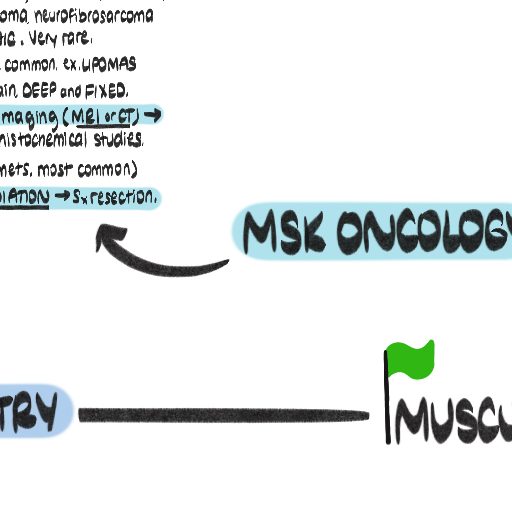 oma, neurofibrosarcoma
tic. Very rare.
common. ex. LIPOMAS
ain, DEEP and FIXED.
maging (MRI or CT) →
histochemical studies.
mets, most common)
IATION → Sx resection.
MSK ONCOLOGY
TRY
MUSCU